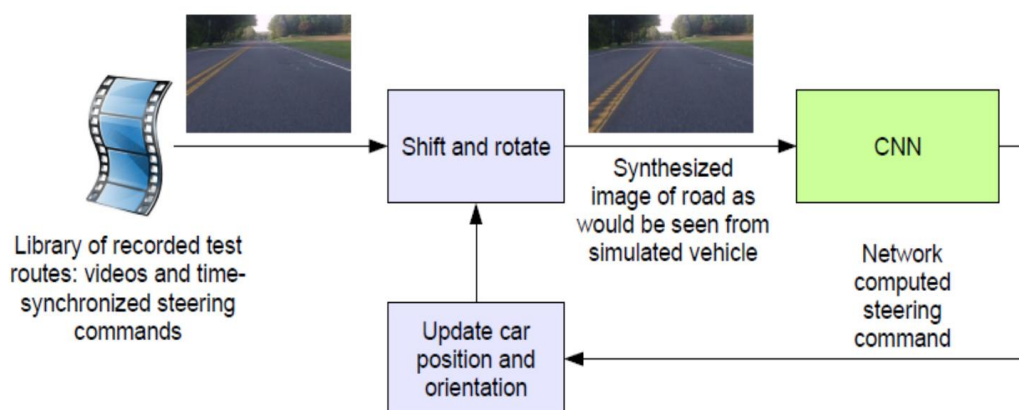 Shift and rotate
CNN
Library of recorded test
routes: videos and time-
synchronized steering
commands
Synthesized
image of road as
would be seen from
simulated vehicle
Network
computed
steering
command
Update car
position and
orientation